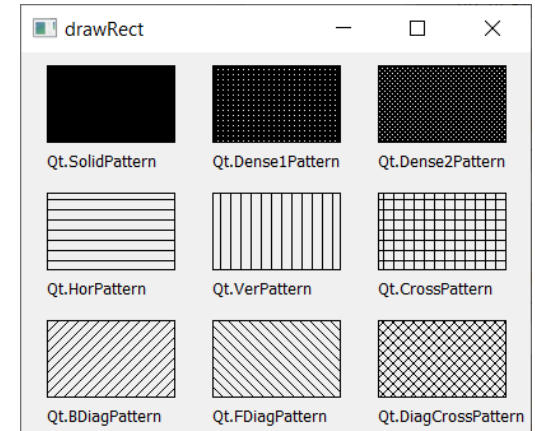 drawRect
Qt.SolidPattern Qt.Dense1Pattern Qt.Dense2Pattern
Qt.HorPattern Qt.VerPattern Qt.CrossPattern
Qt.BDiagPattern Qt.FDiagPattern Qt.DiagCrossPattern